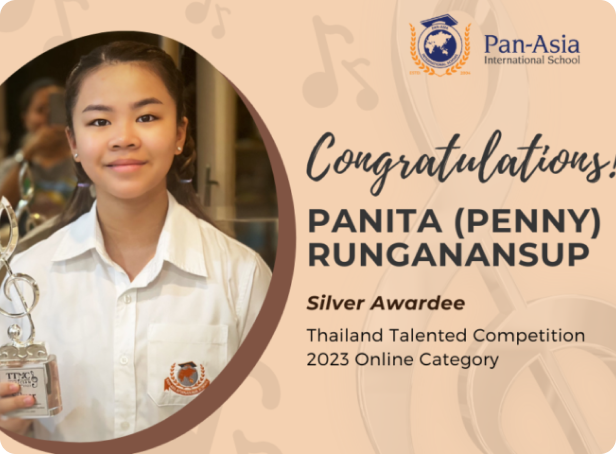 Pan-Asia
International School
Congratulations!
PANITA (PENNY)
RUNGANANSUP
Silver Awardee
Thailand Talented Competition
2023 Online Category